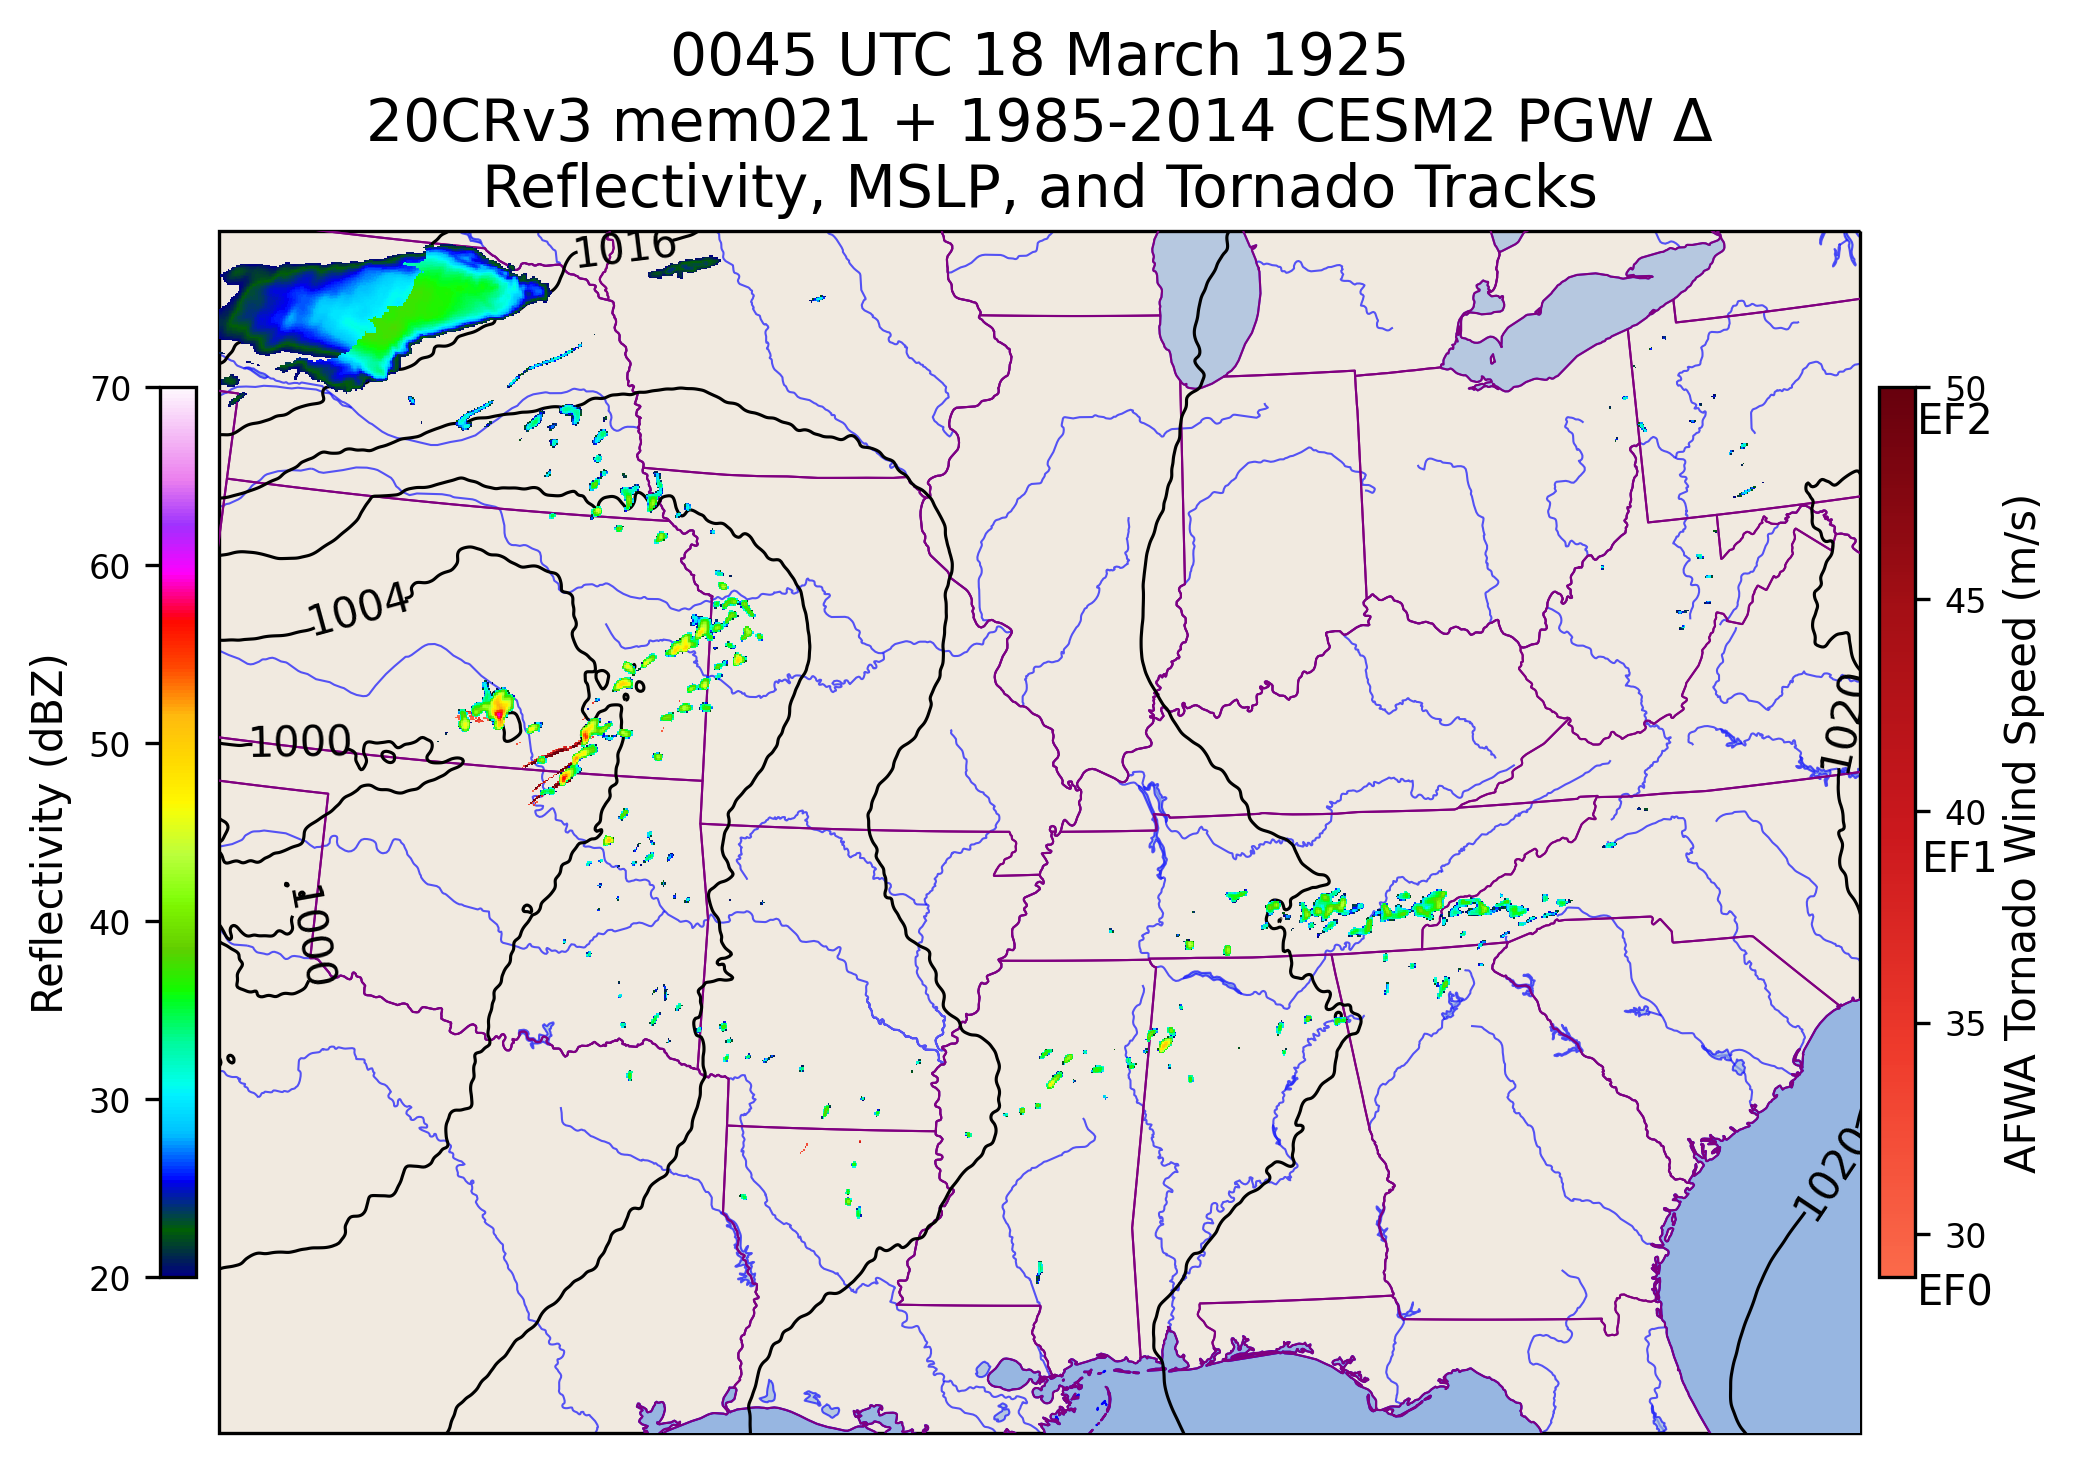 0045 UTC 18 March 1925
20CRv3 mem021 + 1985-2014 CESM2 PGW Δ
Reflectivity, MSLP, and Tornado Tracks
1016
1004
1000
1000
1020
1020
70
60
50
40
30
20
Reflectivity (dBZ)
50
EF2
45
40
EF1
35
30
EF0
AFWA Tornado Wind Speed (m/s)